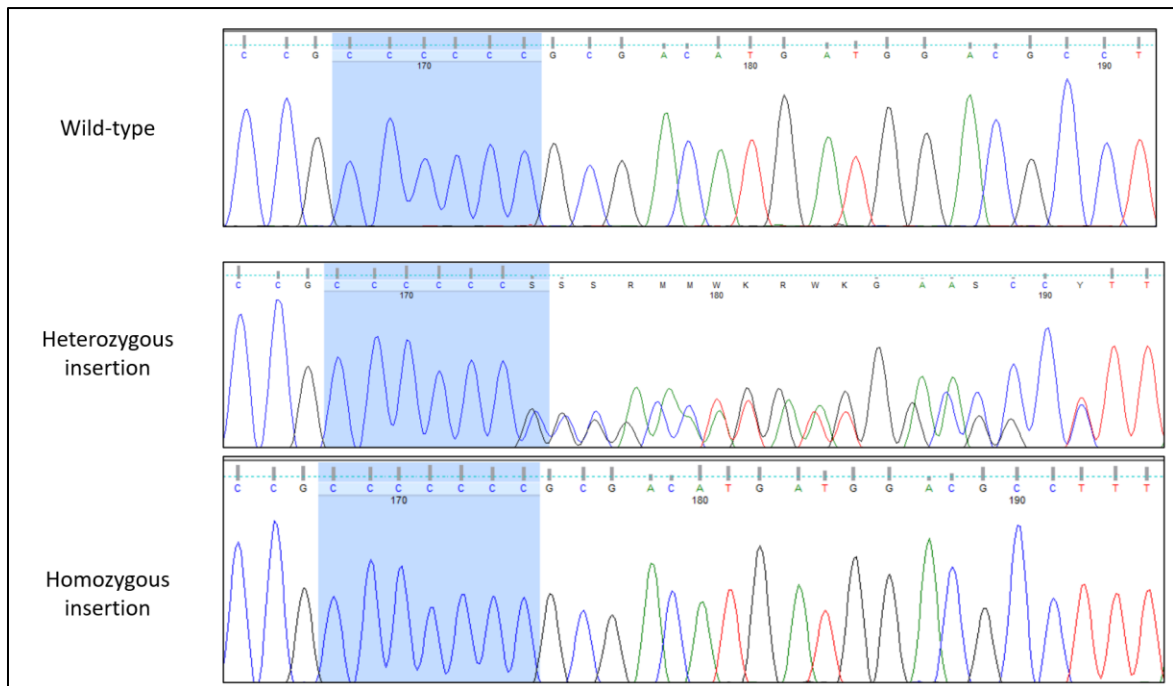 C C G C C C C C C G C G A C A T G A T G G A C G C C T
170 180 190
Wild-type
C C G C C C C C C S S S R M M W K R W K G A A S C C Y T T
170 180 190
Heterozygous
insertion
C C G C C C C C C C G C G A C A T G A T G G A C G C C T T T
170 180 190
Homozygous
insertion